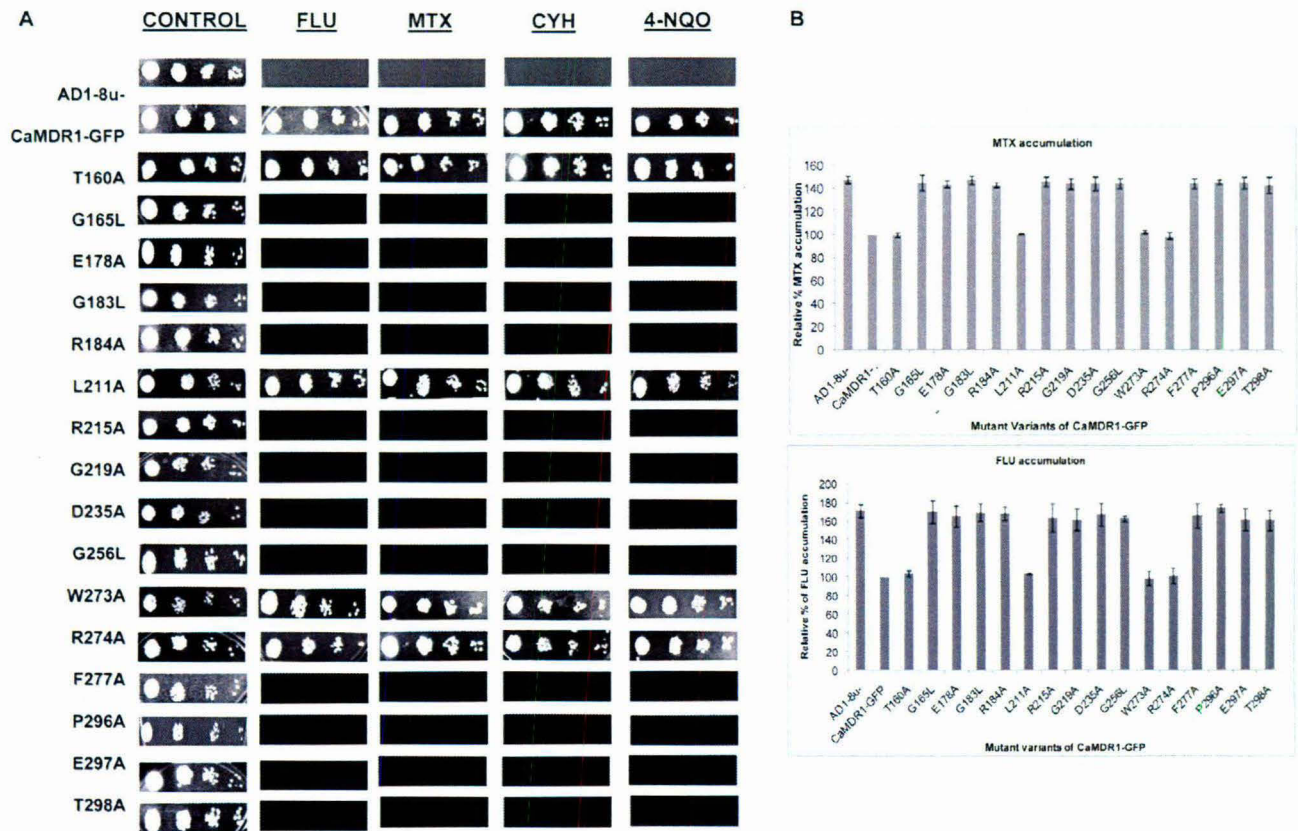 A
CONTROL FLU MTX CYH 4-NQO
AD1-8u-
CaMDR1-GFP
T160A
G165L
E178A
G183L
R184A
L211A
R215A
G219A
D235A
G256L
W273A
R274A
F277A
P296A
E297A
T298A
B
MTX accumulation
Relative % MTX accumulation
160
140
120
100
80
60
40
20
0
AD1-8u- CaMDR1-.. T160A G165L E178A G183L R184A L211A R215A G219A D235A G256L W273A R274A F277A P296A E297A T298A
Mutant Variants of CaMDR1-GFP
FLU accumulation
Relative % of FLU accumulation
200
180
160
140
120
100
80
60
40
20
0
AD1-8u- CaMDR1-GFP T160A G165L E178A G183L R184A L211A R215A G219A D235A G256L W273A R274A F277A P296A E297A T298A
Mutant variants of CaMDR1-GFP